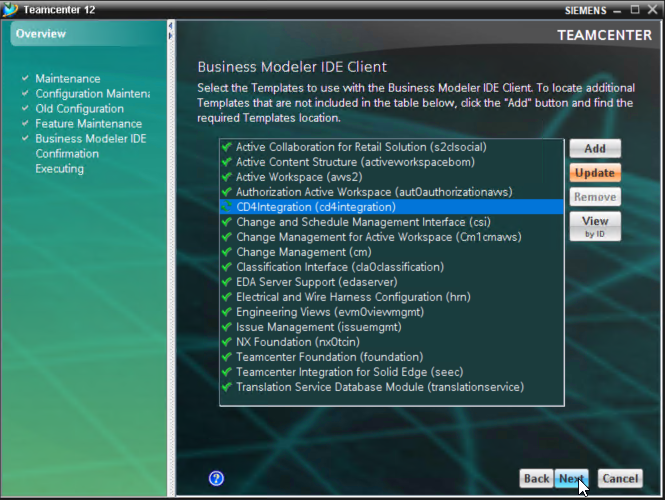 Teamcenter 12
SIEMENS
Overview
TEAMCENTER
Maintenance
Configuration Maintena
Old Configuration
Feature Maintenance
Business Modeler IDE
Confirmation
Executing
Business Modeler IDE Client
Select the Templates to use with the Business Modeler IDE Client. To locate additional
Templates that are not included in the table below, click the "Add" button and find the
required Templates location.
Active Collaboration for Retail Solution (s2clsocial)
Active Content Structure (activeworkspacebom)
Active Workspace (aws2)
Authorization Active Workspace (aut0authorizationaws)
CD4Integration (cd4integration)
Change and Schedule Management Interface (csi)
Change Management for Active Workspace (Cm1cmaws)
Change Management (cm)
Classification Interface (cla0classification)
EDA Server Support (edaserver)
Electrical and Wire Harness Configuration (hrn)
Engineering Views (evm0viewmgmt)
Issue Management (issuemgmt)
NX Foundation (nx0tcin)
Teamcenter Foundation (foundation)
Teamcenter Integration for Solid Edge (seec)
Translation Service Database Module (translationservice)
Add
Update
Remove
View
by ID
?
Back
Next
Cancel